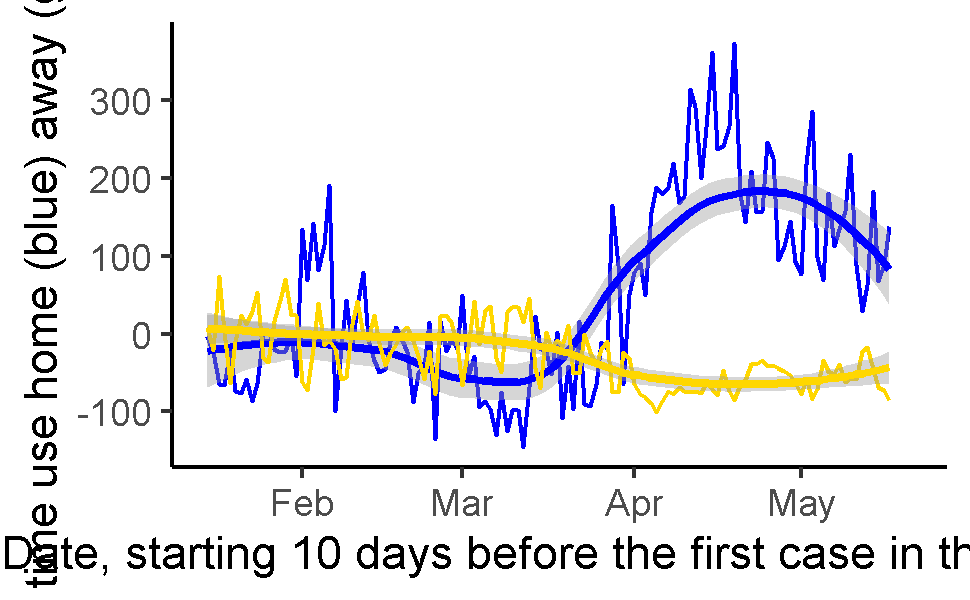 time use home (blue) away (
300
200
100
0
-100
Feb Mar Apr May
Date, starting 10 days before the first case in th